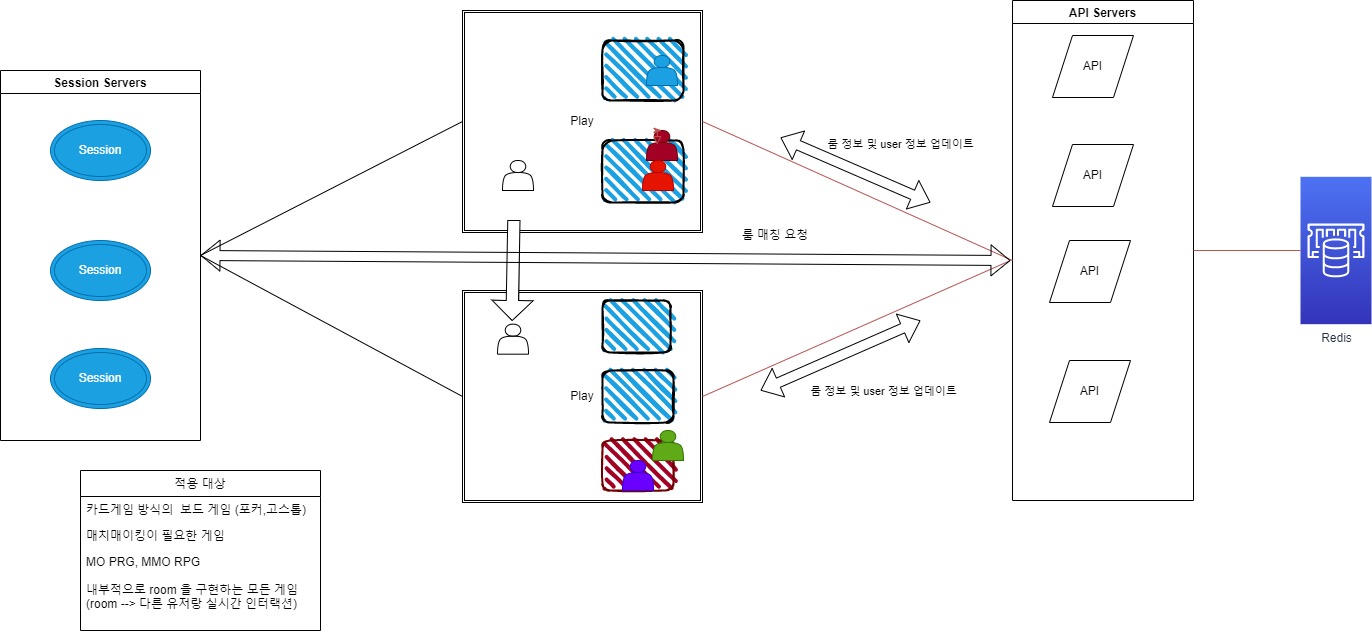 Session Servers
Session
Session
Session
Play
Play
API Servers
API
API
API
API
룸 정보 및 user 정보 업데이트
룸 매칭 요청
룸 정보 및 user 정보 업데이트
Redis
적용 대상
카드게임 방식의 보드 게임 (포커,고스톱)
매치매이킹이 필요한 게임
MO PRG, MMO RPG
내부적으로 room 을 구현하는 모든 게임
(room --> 다른 유저랑 실시간 인터랙션)